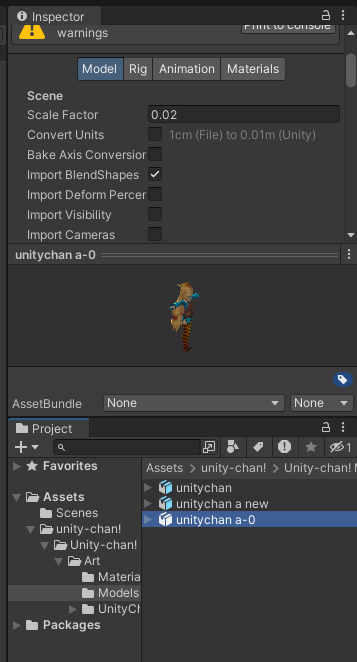 Inspector
warnings
Print to console
Model Rig Animation Materials
Scene
Scale Factor 0.02
Convert Units 1cm (File) to 0.01m (Unity)
Bake Axis Conversion
Import BlendShapes
Import Deform Percen
Import Visibility
Import Cameras
unitychan a-0
AssetBundle None None
Project
1
Favorites
Assets
Scenes
unity-chan!
Unity-chan!
Art
Materia
Models
UnityCh
Packages
Assets > unity-chan! > Unity-chan! M
unitychan
unitychan a new
unitychan a-0